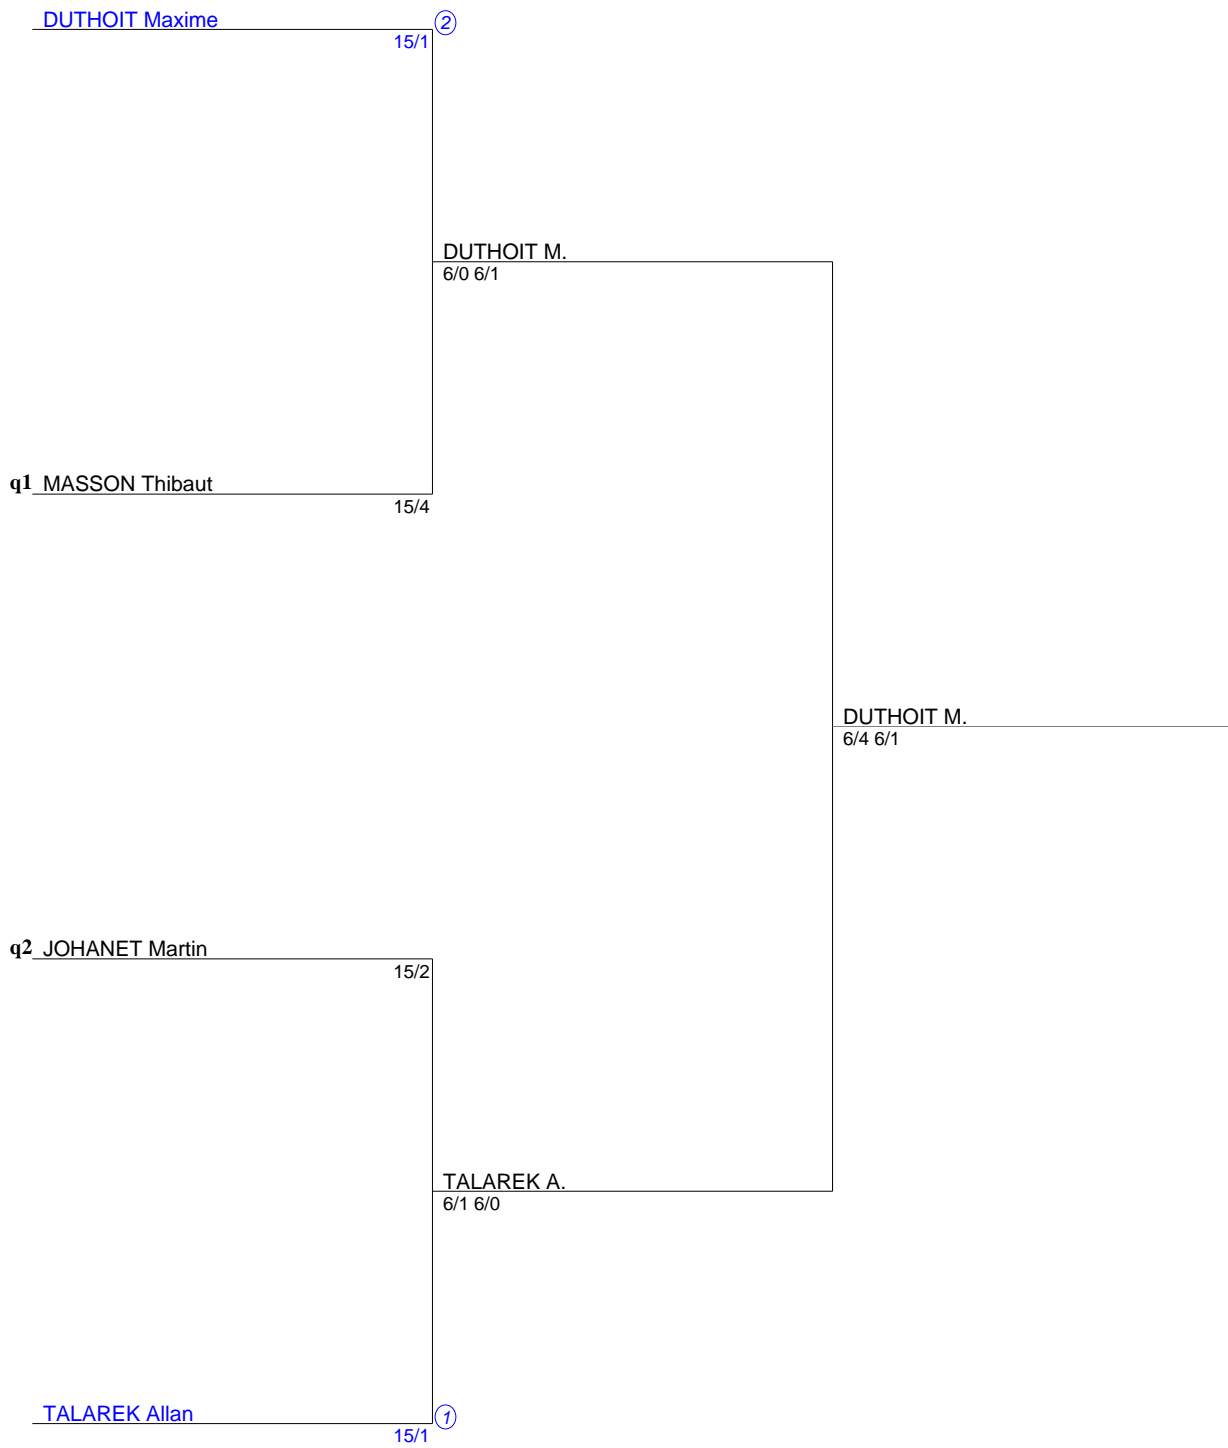 DUTHOIT Maxime 2
15/1
DUTHOIT M.
6/0 6/1
q1 MASSON Thibaut
15/4
DUTHOIT M.
6/4 6/1
q2 JOHANET Martin
15/2
TALAREK A.
6/1 6/0
TALAREK Allan 1
15/1